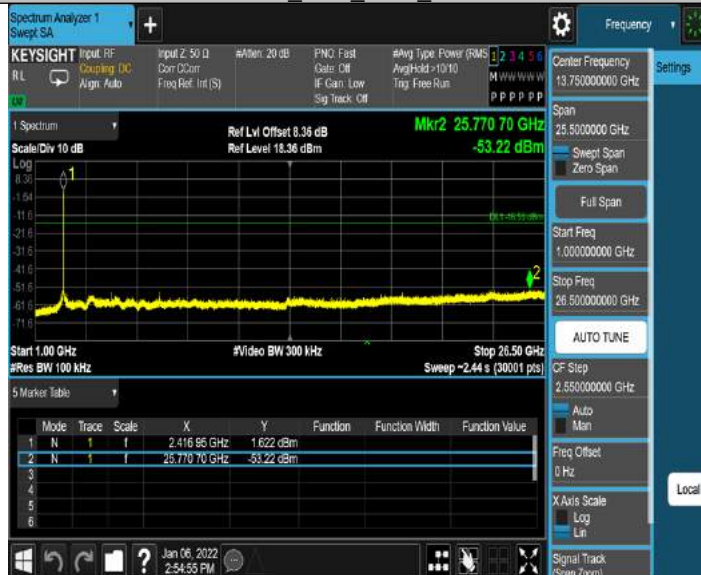 Spectrum Analyzer 1
Swept SA
+
Frequency
KEYSIGHT
RL
LXI
Input: RF
Coupling: DC
Align: Auto
Input Z: 50 Ω
Corr CCorr
Freq Ref: Int (S)
#Atten: 20 dB
PNO: Fast
Gate: Off
IF Gain: Low
Sig Track: Off
#Avg Type: Power (RMS
Avg|Hold:>10/10
Trig: Free Run
1 2 3 4 5 6
M W W W W W
P P P P P P
1 Spectrum
Scale/Div 10 dB
Ref Lvl Offset 8.36 dB
Ref Level 18.36 dBm
Mkr2 25.770 70 GHz
-53.22 dBm
Log
8.36
-1.64
-11.6
-21.6
-31.6
-41.6
-51.6
-61.6
-71.6
1
2
Start 1.00 GHz
#Res BW 100 kHz
#Video BW 300 kHz
Stop 26.50 GHz
Sweep ~2.44 s (30001 pts)
5 Marker Table
Mode Trace Scale X Y Function Function Width Function Value
1 N 1 f 2.416 95 GHz 1.622 dBm
2 N 1 f 25.770 70 GHz -53.22 dBm
3
4
5
6
?
Jan 06, 2022
2:54:55 PM
Center Frequency
13.750000000 GHz
Span
25.5000000 GHz
Swept Span
Zero Span
Full Span
Start Freq
1.000000000 GHz
Stop Freq
26.500000000 GHz
AUTO TUNE
CF Step
2.550000000 GHz
Auto
Man
Freq Offset
0 Hz
X Axis Scale
Log
Lin
Signal Track
(Span Zoom)
Settings
Local